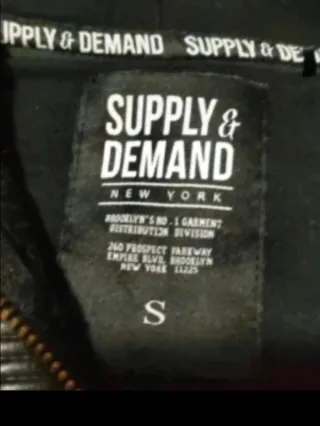 UPPLY & DEMAND SUPPLY & DE
SUPPLY &
DEMAND
NEW YORK
BROOKLYN'S NO.1 GARMENT
DISTRIBUTION DIVISION
260 PROSPECT PARKWAY
EMPIRE BLVD, BROOKLYN
NEW YORK 11225
S